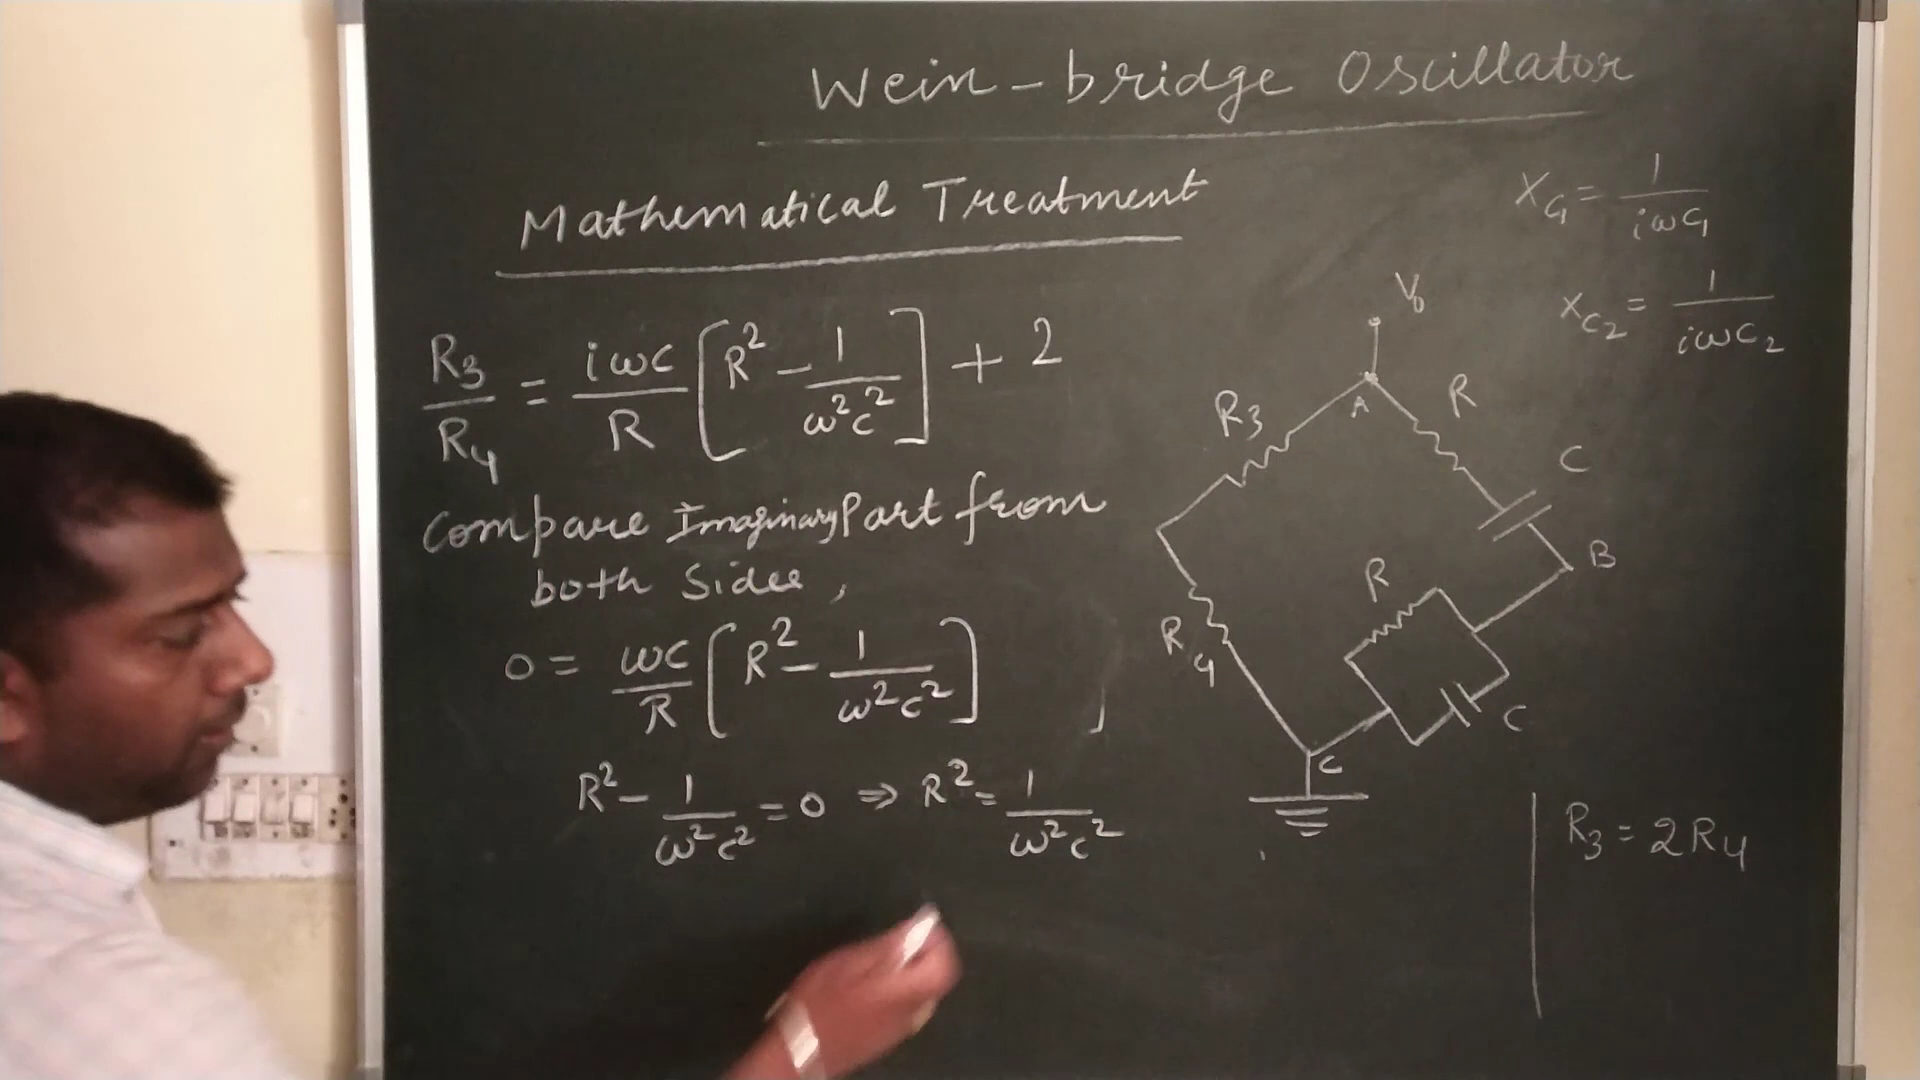 Wein-bridge Oscillator
Mathematical Treatment
R3/R4 = iωc/R [R² - 1/ω²c²] + 2
Compare Imaginary Part from
both Sides,
0 = ωc/R [R² - 1/ω²c²]
R² - 1/ω²c² = 0 ⇒ R² = 1/ω²c²
XC1 = 1/iωC1
XC2 = 1/iωC2
V0
A
R3
R
C
B
R
R4
C
C
R3 = 2R4